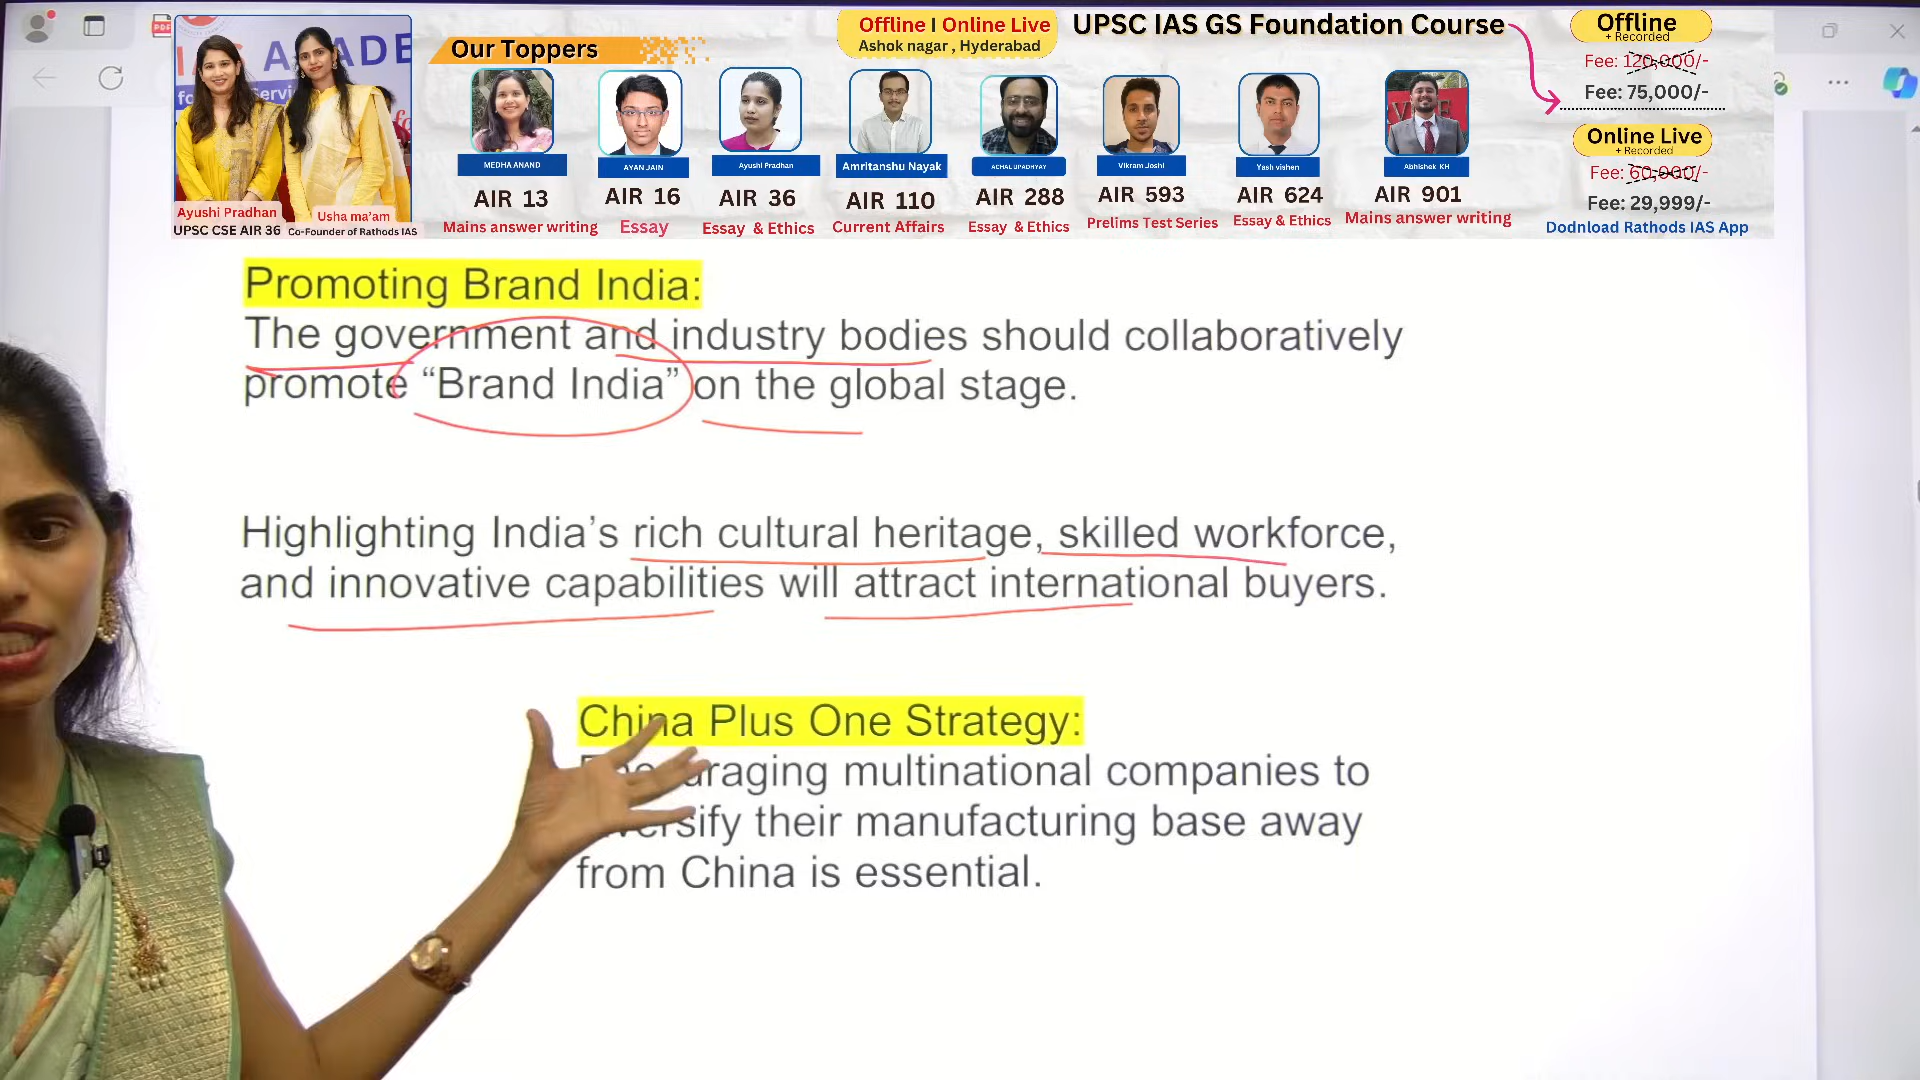 Our Toppers
Offline I Online Live
Ashok nagar , Hyderabad
UPSC IAS GS Foundation Course
Offline
+ Recorded
Fee: 120,000/-
Fee: 75,000/-
Online Live
+ Recorded
Fee: 60,000/-
Fee: 29,999/-
Dodnload Rathods IAS App
Ayushi Pradhan
UPSC CSE AIR 36
Usha ma'am
Co-Founder of Rathods IAS
MEDHA ANAND
AIR 13
Mains answer writing
AYAN JAIN
AIR 16
Essay
Ayushi Pradhan
AIR 36
Essay & Ethics
Amritanshu Nayak
AIR 110
Current Affairs
ACHAL UPADHYAY
AIR 288
Essay & Ethics
Vikram Joshi
AIR 593
Prelims Test Series
Yash vishen
AIR 624
Essay & Ethics
Abhishek KH
AIR 901
Mains answer writing
Promoting Brand India:
The government and industry bodies should collaboratively
promote “Brand India” on the global stage.
Highlighting India’s rich cultural heritage, skilled workforce,
and innovative capabilities will attract international buyers.
China Plus One Strategy:
multinational companies to
their manufacturing base away
from China is essential.